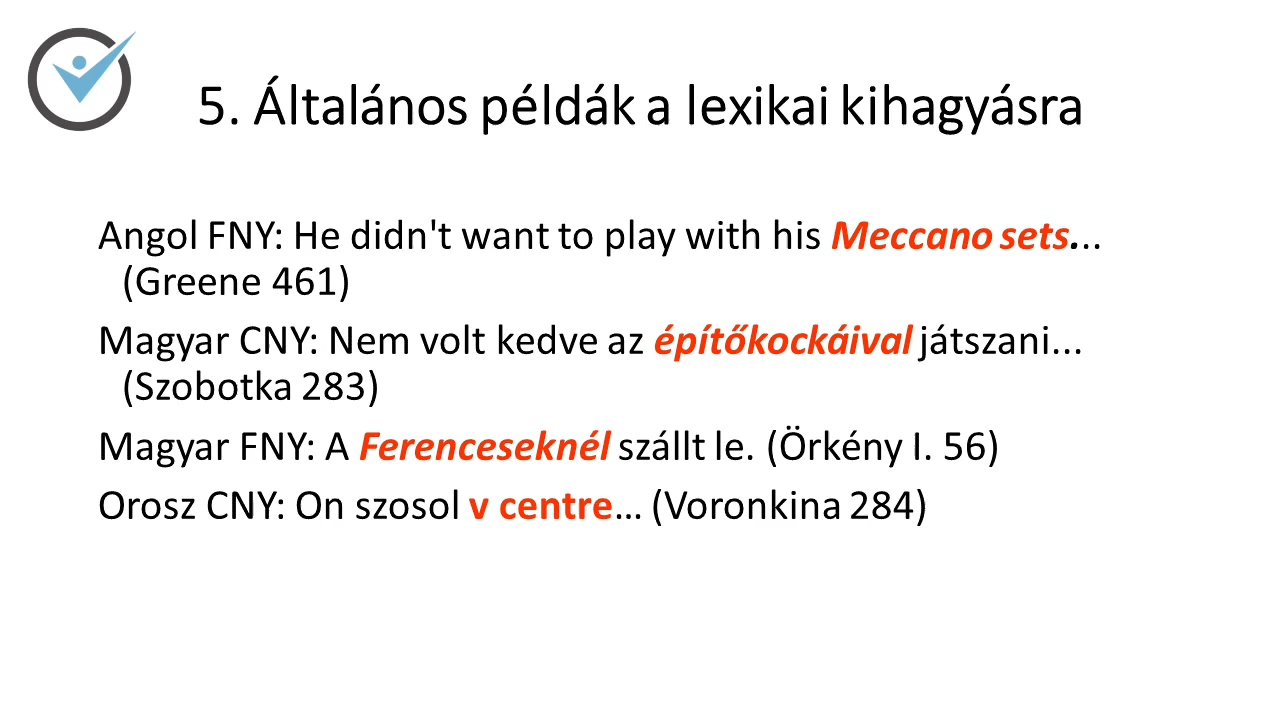 5. Általános példák a lexikai kihagyásra
Angol FNY: He didn't want to play with his Meccano sets...
(Greene 461)
Magyar CNY: Nem volt kedve az építőkockáival játszani...
(Szobotka 283)
Magyar FNY: A Ferenceseknél szállt le. (Örkény I. 56)
Orosz CNY: On szosol v centre… (Voronkina 284)